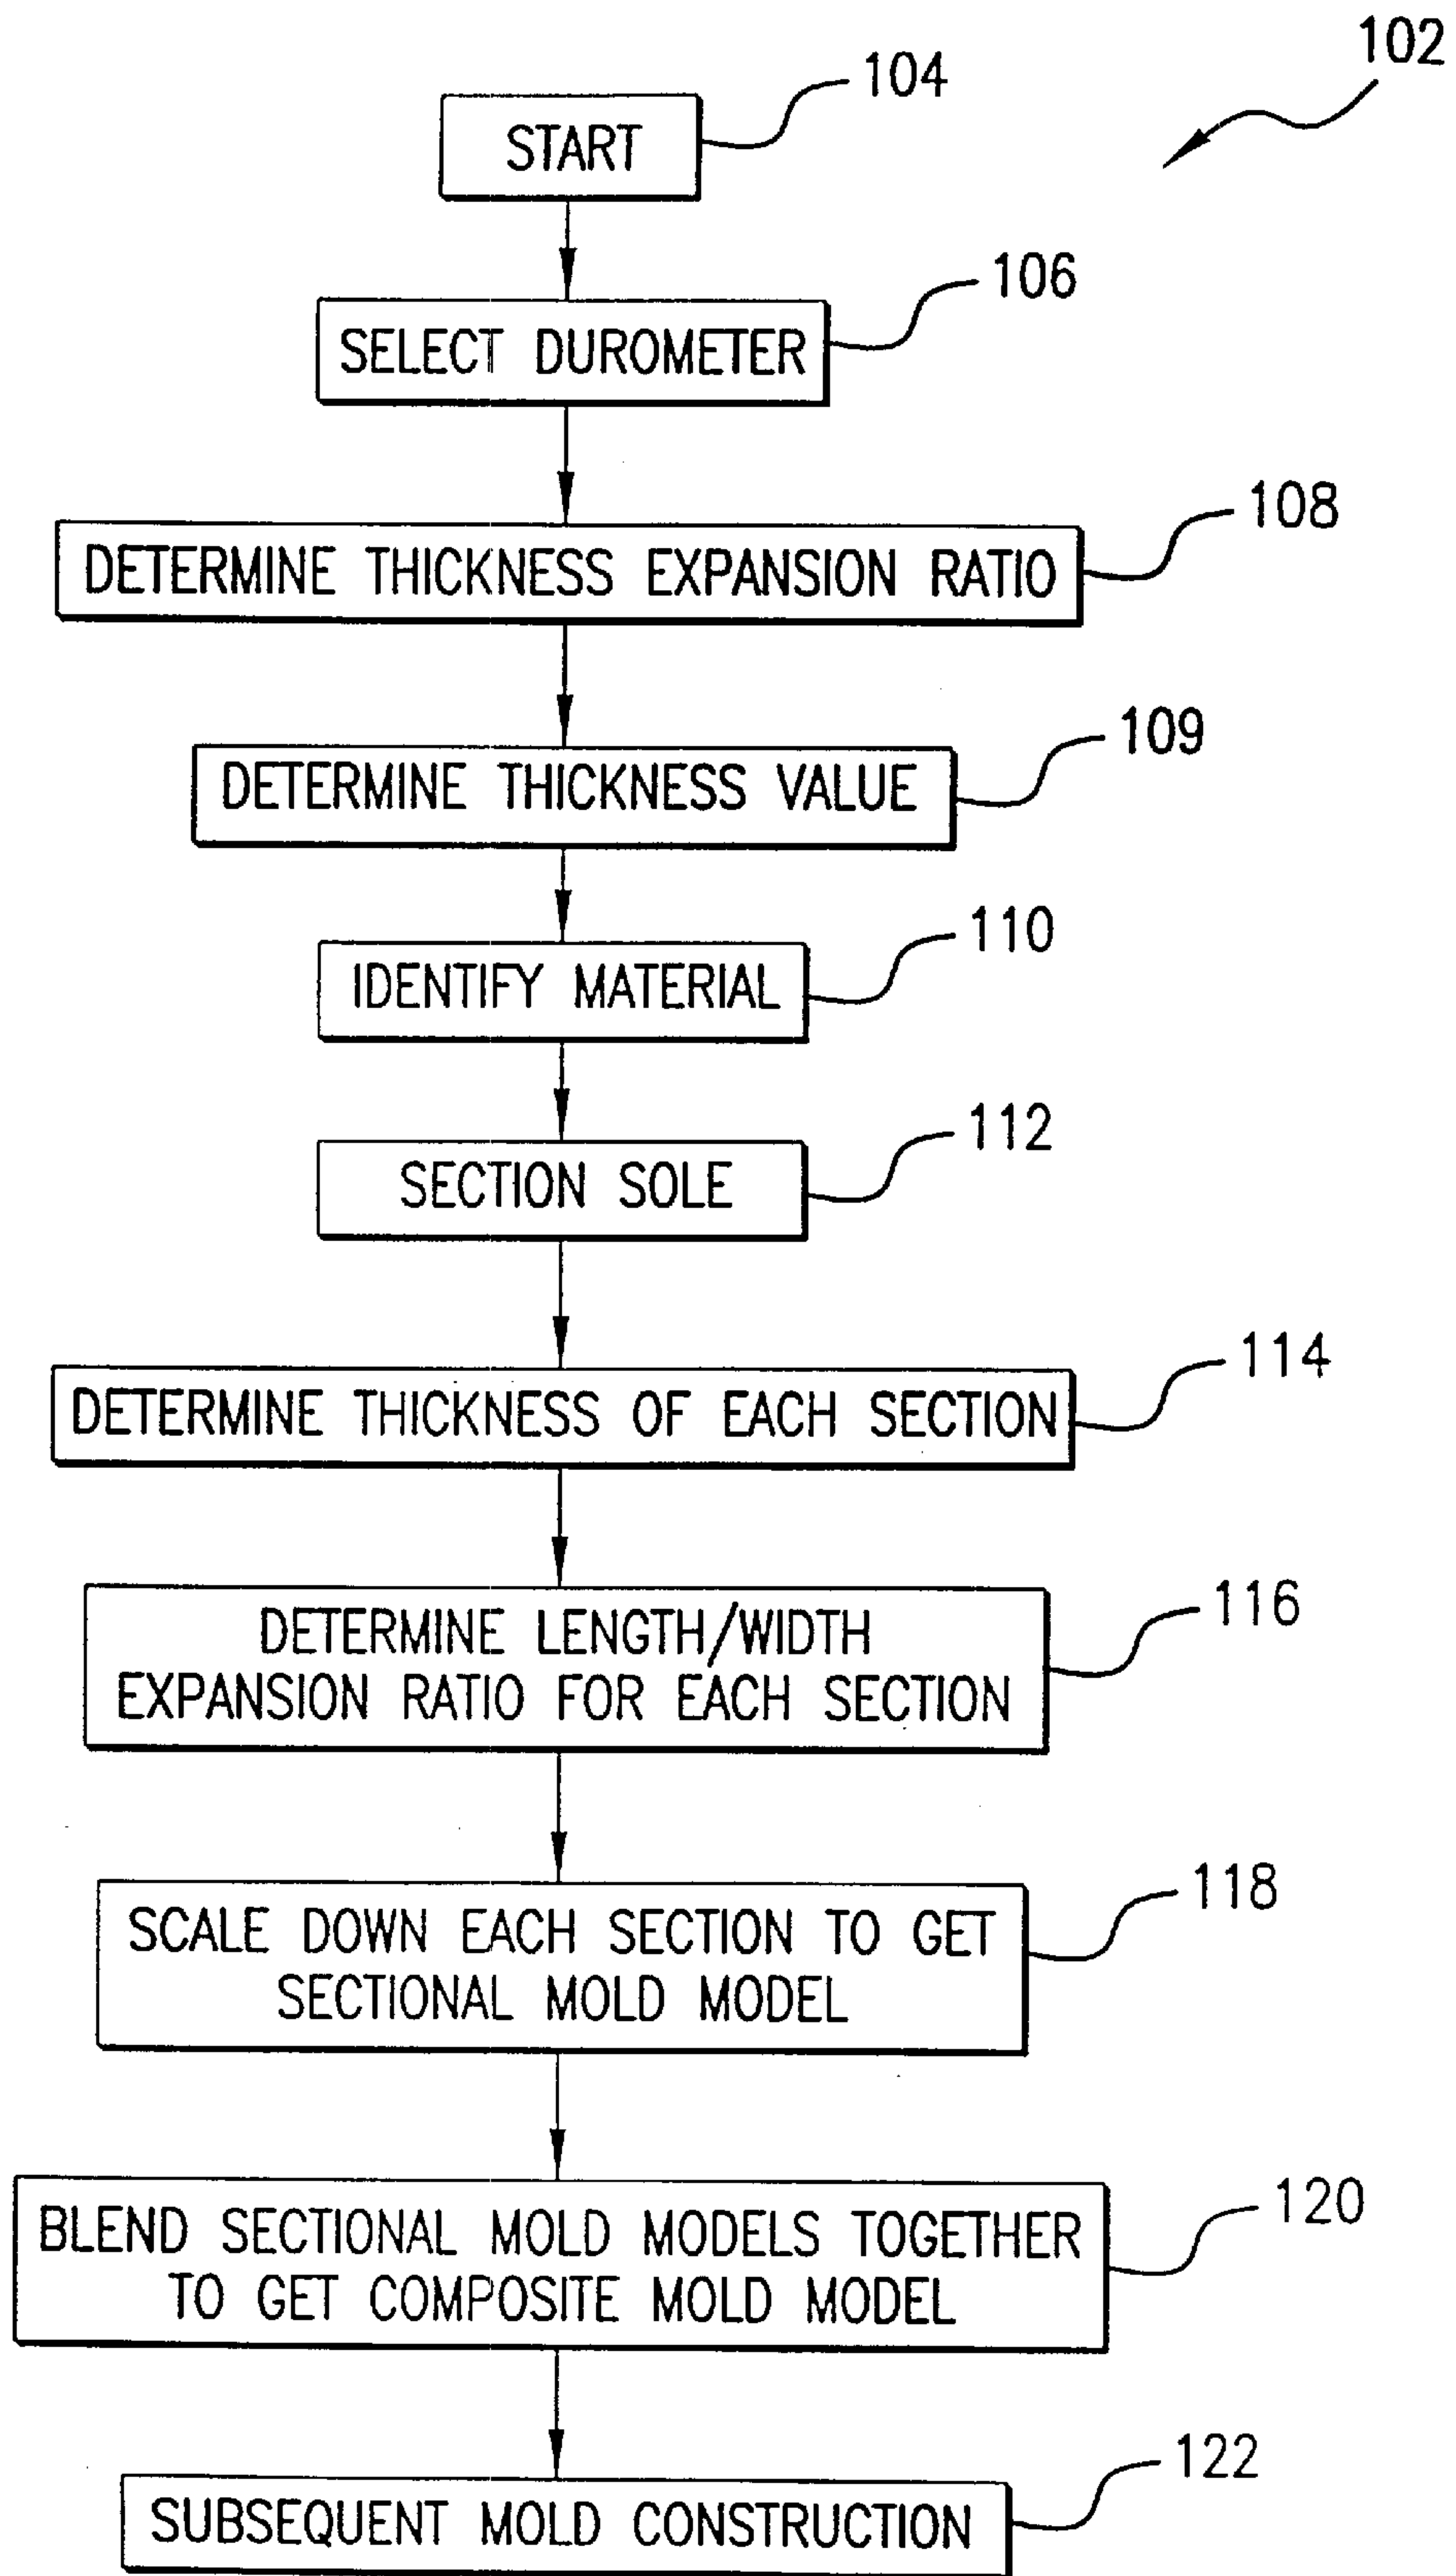 102
104
START
106
SELECT DUROMETER
108
DETERMINE THICKNESS EXPANSION RATIO
109
DETERMINE THICKNESS VALUE
110
IDENTIFY MATERIAL
112
SECTION SOLE
114
DETERMINE THICKNESS OF EACH SECTION
116
DETERMINE LENGTH/WIDTH
EXPANSION RATIO FOR EACH SECTION
118
SCALE DOWN EACH SECTION TO GET
SECTIONAL MOLD MODEL
120
BLEND SECTIONAL MOLD MODELS TOGETHER
TO GET COMPOSITE MOLD MODEL
122
SUBSEQUENT MOLD CONSTRUCTION